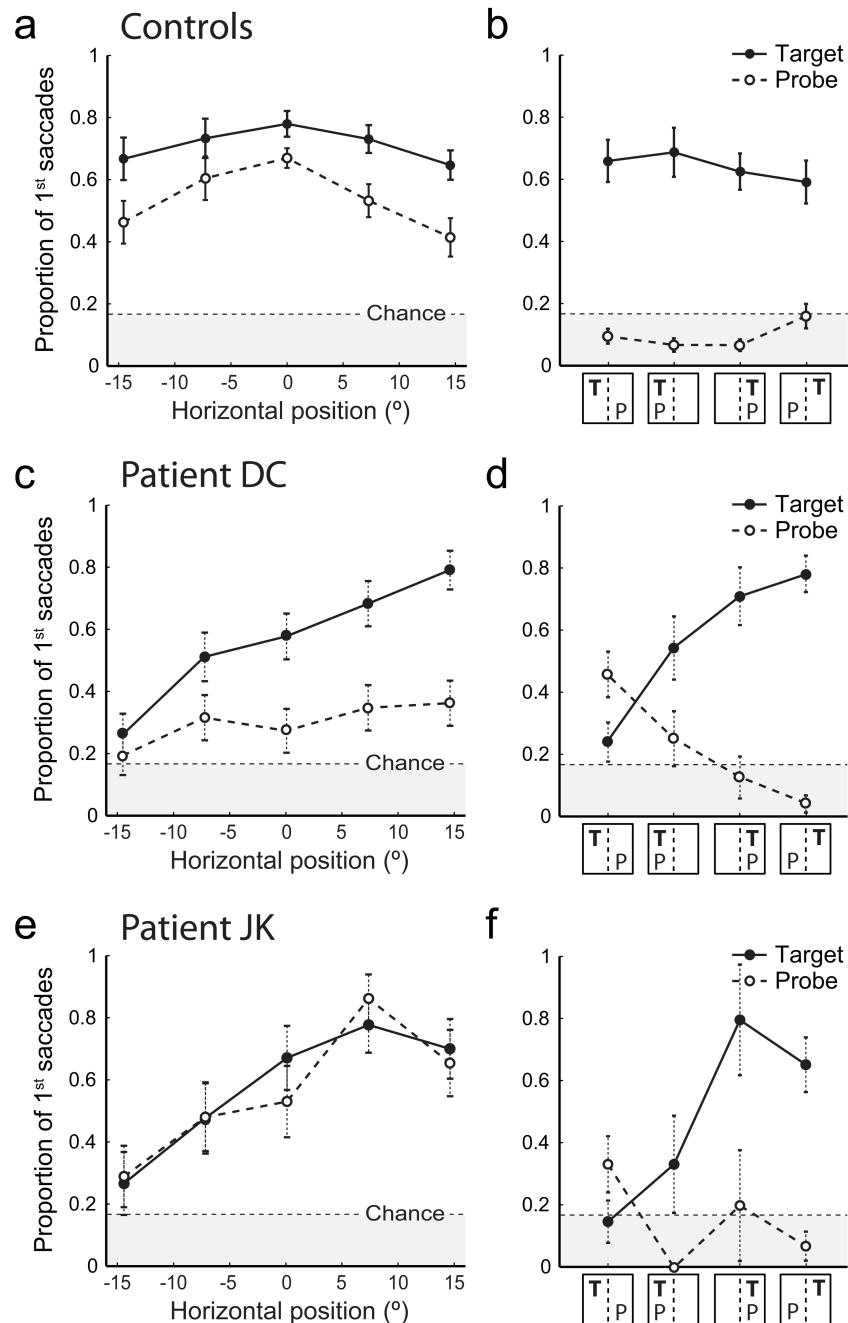 a Controls
Proportion of 1st saccades
1
0.8
0.6
0.4
0.2
0
Chance
-15 -10 -5 0 5 10 15
Horizontal position (º)
b
Target
Probe
1
0.8
0.6
0.4
0.2
0
T P T P T P P T
c Patient DC
Proportion of 1st saccades
1
0.8
0.6
0.4
0.2
0
Chance
-15 -10 -5 0 5 10 15
Horizontal position (º)
d
Target
Probe
1
0.8
0.6
0.4
0.2
0
T P T P T P P T
e Patient JK
Proportion of 1st saccades
1
0.8
0.6
0.4
0.2
0
Chance
-15 -10 -5 0 5 10 15
Horizontal position (º)
f
Target
Probe
1
0.8
0.6
0.4
0.2
0
T P T P T P P T